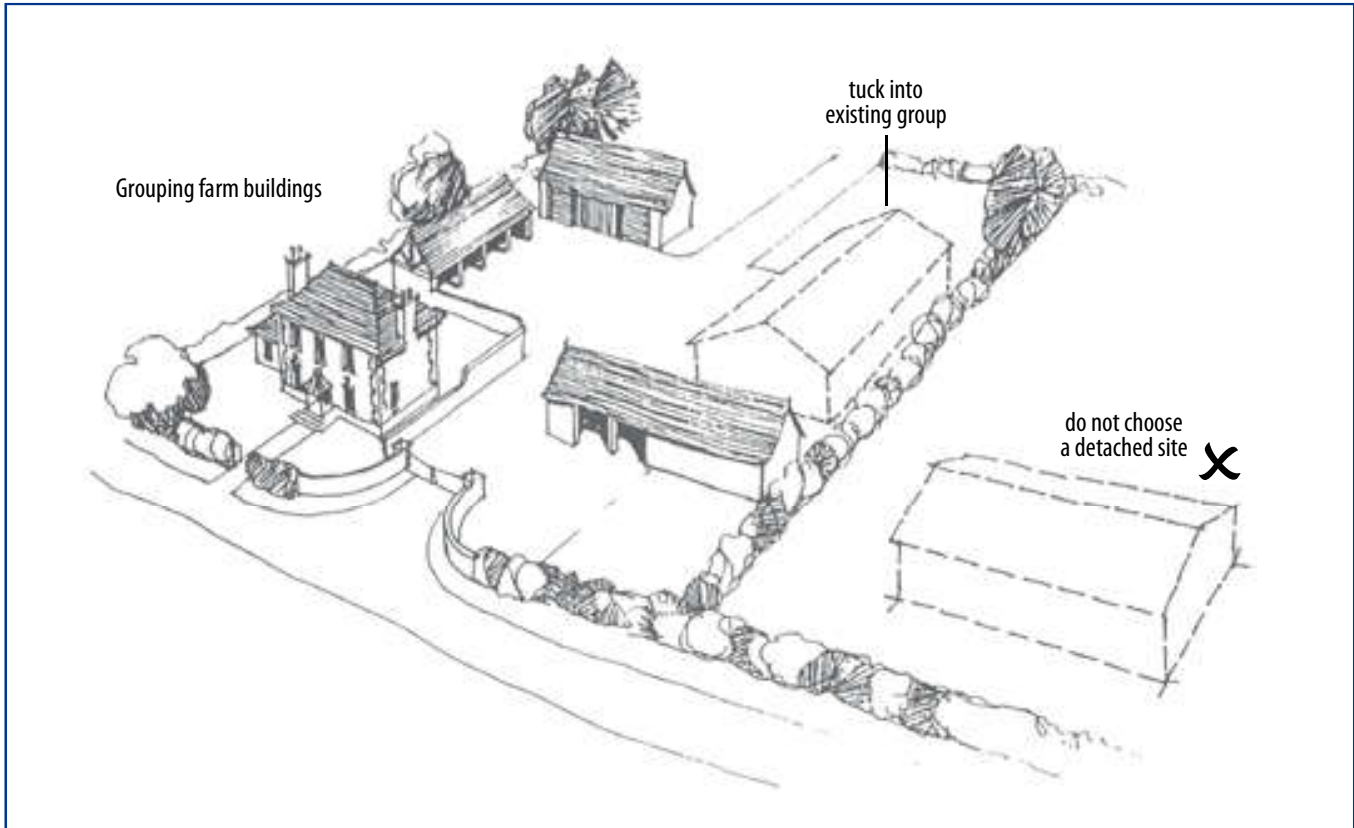 tuck into
existing group
Grouping farm buildings
do not choose
a detached site